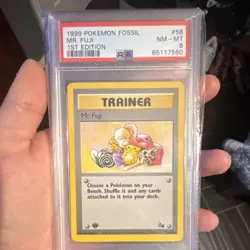 1999 POKEMON FOSSIL #58
MR. FUJI NM-MT
1ST EDITION 8
PSA 65117560
TRAINER
Mr. Fuji
Choose a Pokémon on your
Bench. Shuffle it and any cards
attached to it into your deck.